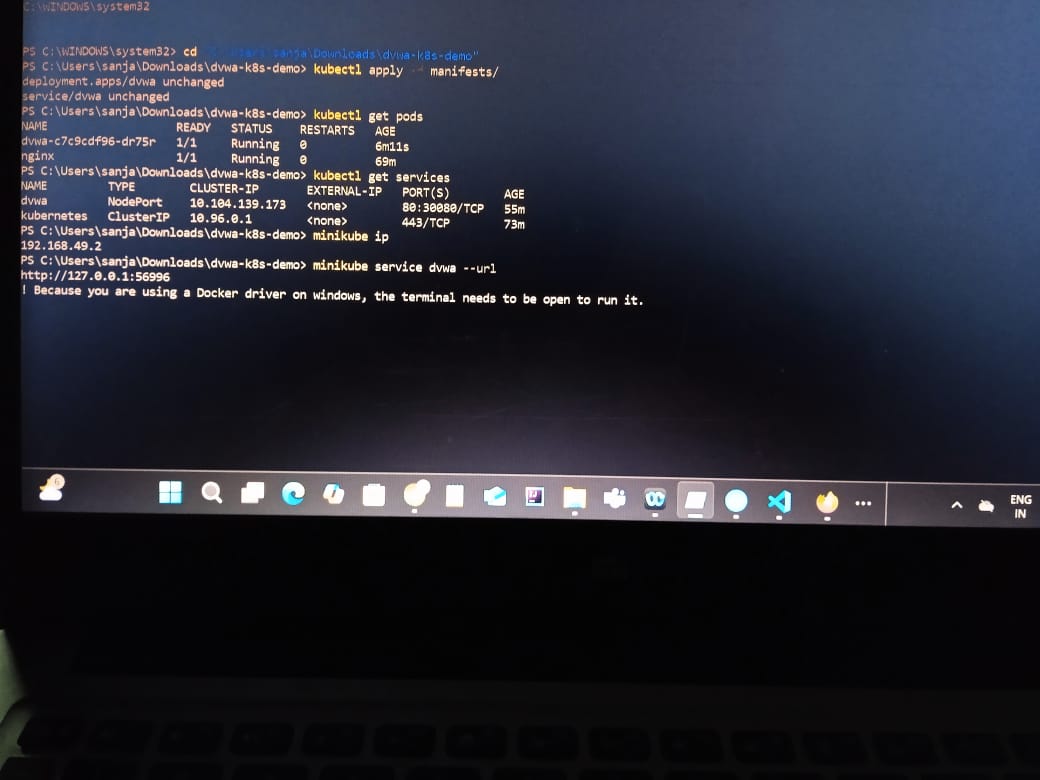 C:\WINDOWS\system32
PS C:\WINDOWS\system32> cd sanja\Downloads\dvwa-k8s-demo"
PS C:\Users\sanja\Downloads\dvwa-k8s-demo> kubectl apply manifests/
deployment.apps/dvwa unchanged
service/dvwa unchanged
PS C:\Users\sanja\Downloads\dvwa-k8s-demo> kubectl get pods
NAME READY STATUS RESTARTS AGE
dvwa-c7c9cdf96-dr75r 1/1 Running 0 6m11s
nginx 1/1 Running 0 69m
PS C:\Users\sanja\Downloads\dvwa-k8s-demo> kubectl get services
NAME TYPE CLUSTER-IP EXTERNAL-IP PORT(S) AGE
dvwa NodePort 10.104.139.173 <none> 80:30080/TCP 55m
kubernetes ClusterIP 10.96.0.1 <none> 443/TCP 73m
PS C:\Users\sanja\Downloads\dvwa-k8s-demo> minikube ip
192.168.49.2
PS C:\Users\sanja\Downloads\dvwa-k8s-demo> minikube service dvwa --url
http://127.0.0.1:56996
! Because you are using a Docker driver on windows, the terminal needs to be open to run it.
6
ENG
IN